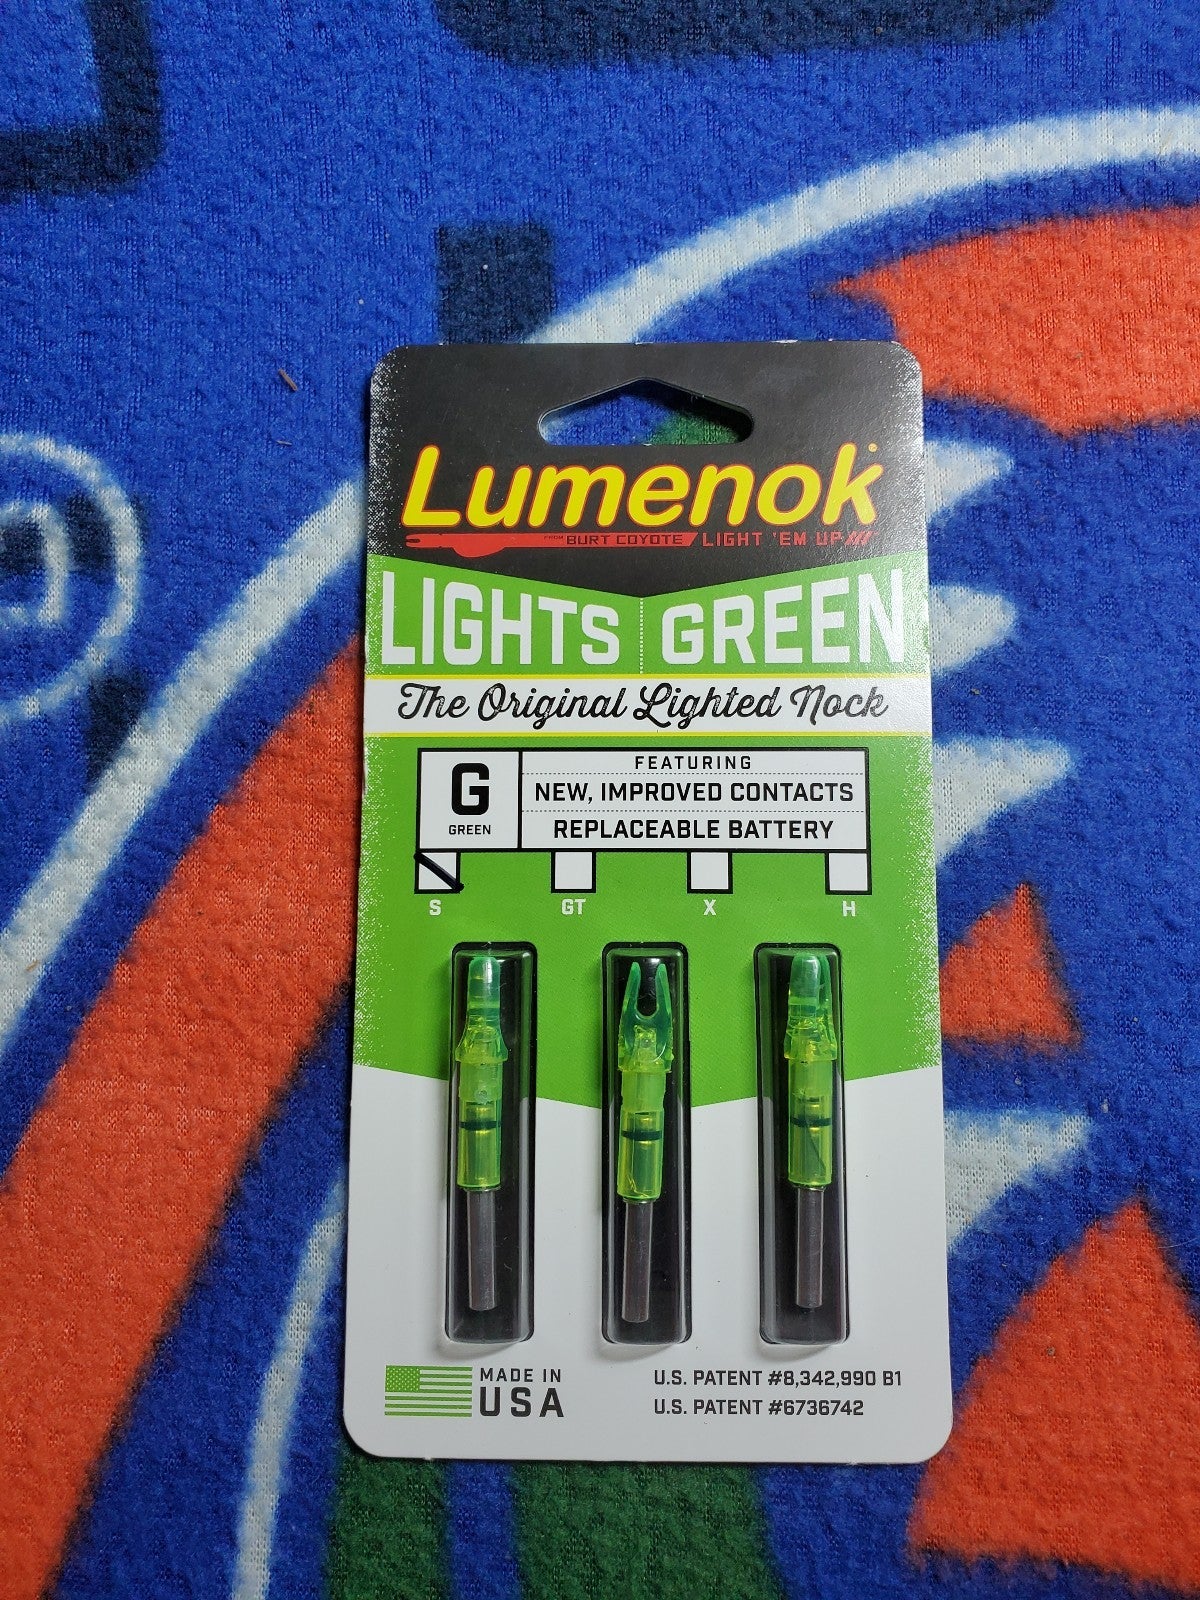 Lumenok®
FROM BURT COYOTE LIGHT 'EM UP
LIGHTS GREEN
The Original Lighted Nock
G
GREEN
FEATURING
NEW, IMPROVED CONTACTS
REPLACEABLE BATTERY
S GT X H
MADE IN
USA
U.S. PATENT #8,342,990 B1
U.S. PATENT #6736742